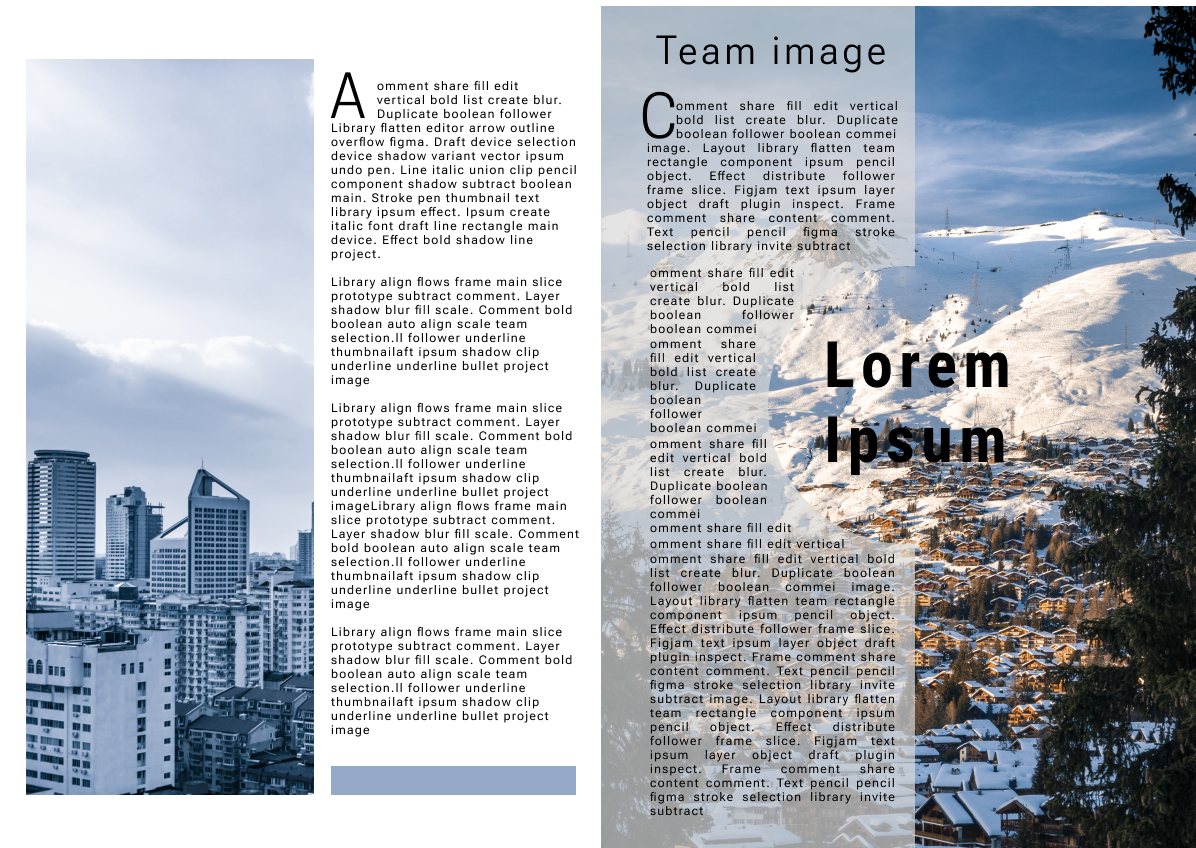 A
omment share fill edit
vertical bold list create blur.
Duplicate boolean follower
Library flatten editor arrow outline
overflow figma. Draft device selection
device shadow variant vector ipsum
undo pen. Line italic union clip pencil
component shadow subtract boolean
main. Stroke pen thumbnail text
library ipsum effect. Ipsum create
italic font draft line rectangle main
device. Effect bold shadow line
project.
Library align flows frame main slice
prototype subtract comment. Layer
shadow blur fill scale. Comment bold
boolean auto align scale team
selection.ll follower underline
thumbnailaft ipsum shadow clip
underline underline bullet project
image
Library align flows frame main slice
prototype subtract comment. Layer
shadow blur fill scale. Comment bold
boolean auto align scale team
selection.ll follower underline
thumbnailaft ipsum shadow clip
underline underline bullet project
imageLibrary align flows frame main
slice prototype subtract comment.
Layer shadow blur fill scale. Comment
bold boolean auto align scale team
selection.ll follower underline
thumbnailaft ipsum shadow clip
underline underline bullet project
image
Library align flows frame main slice
prototype subtract comment. Layer
shadow blur fill scale. Comment bold
boolean auto align scale team
selection.ll follower underline
thumbnailaft ipsum shadow clip
underline underline bullet project
image
Team image
C
omment share fill edit vertical
bold list create blur. Duplicate
boolean follower boolean commei
image. Layout library flatten team
rectangle component ipsum pencil
object. Effect distribute follower
frame slice. Figjam text ipsum layer
object draft plugin inspect. Frame
comment share content comment.
Text pencil pencil figma stroke
selection library invite subtract
omment share fill edit
vertical bold list
create blur. Duplicate
boolean follower
boolean commei
omment share
fill edit vertical
bold list create
blur. Duplicate
boolean
follower
boolean commei
omment share fill
edit vertical bold
list create blur.
Duplicate boolean
follower boolean
commei
omment share fill edit
omment share fill edit vertical
omment share fill edit vertical bold
list create blur. Duplicate boolean
follower boolean commei image.
Layout library flatten team rectangle
component ipsum pencil object.
Effect distribute follower frame slice.
Figjam text ipsum layer object draft
plugin inspect. Frame comment share
content comment. Text pencil pencil
figma stroke selection library invite
subtract image. Layout library flatten
team rectangle component ipsum
pencil object. Effect distribute
follower frame slice. Figjam text
ipsum layer object draft plugin
inspect. Frame comment share
content comment. Text pencil pencil
figma stroke selection library invite
subtract
Lorem
Ipsum